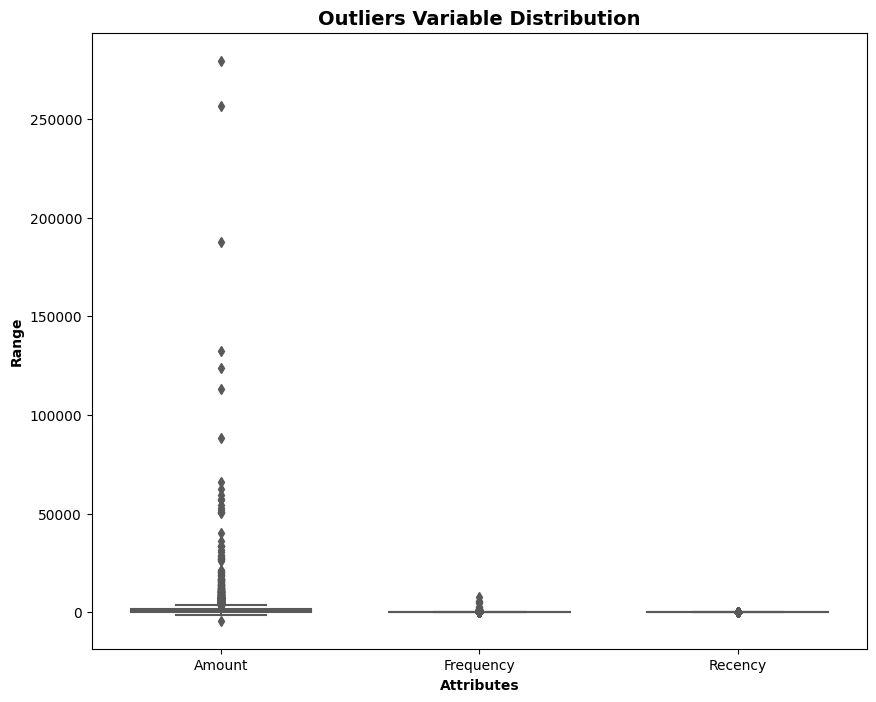 Outliers Variable Distribution
Range
250000
200000
150000
100000
50000
0
Amount
Frequency
Recency
Attributes